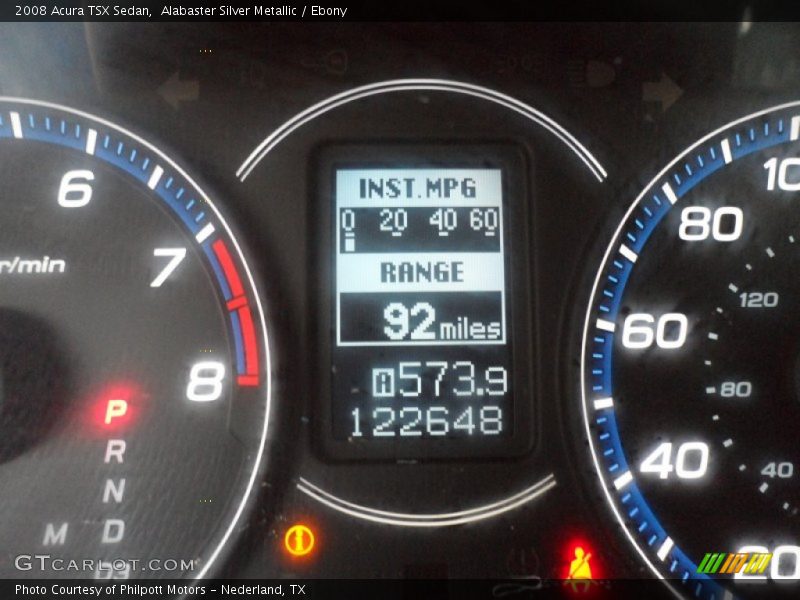 2008 Acura TSX Sedan,  Alabaster Silver Metallic / Ebony
INST.MPG
0 20 40 60
RANGE
92 miles
A 573.9
122648
6
7
r/min
8
P
R
N
M D
D3
80
60
40
20
120
80
40
GTCARLOT.COM
Photo Courtesy of Philpott Motors - Nederland, TX